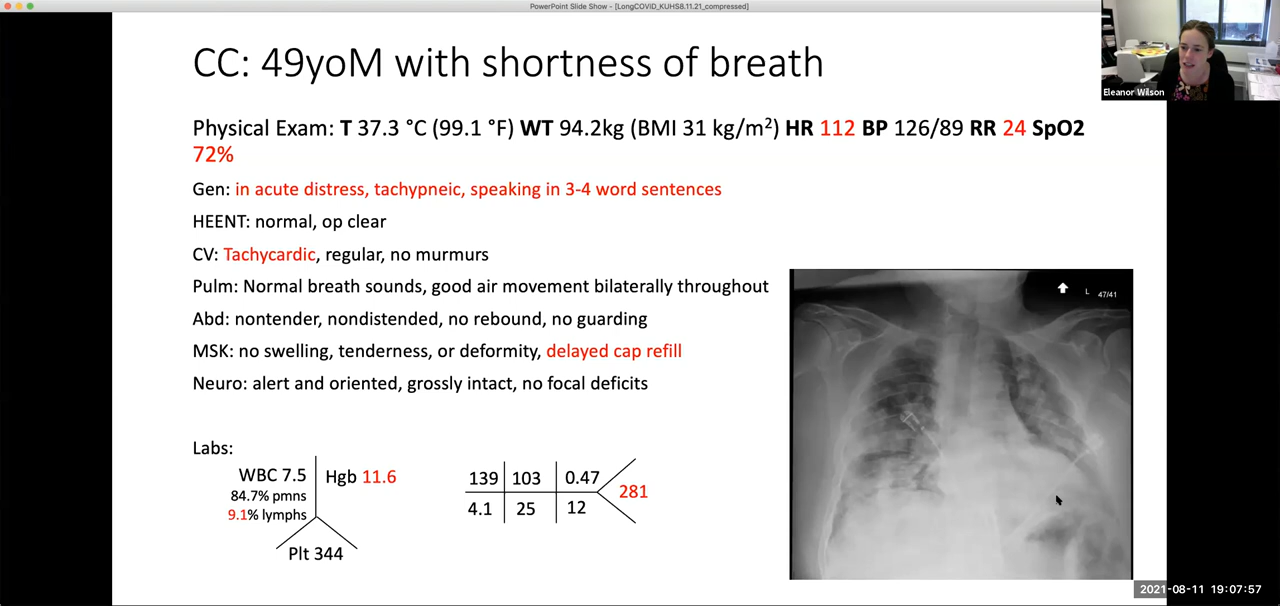 PowerPoint Slide Show - [LongCOVID_KUHS8.11.21_compressed]
CC: 49yoM with shortness of breath
Eleanor Wilson
Physical Exam: T 37.3 °C (99.1 °F) WT 94.2kg (BMI 31 kg/m²) HR 112 BP 126/89 RR 24 SpO2
72%
Gen: in acute distress, tachypneic, speaking in 3-4 word sentences
HEENT: normal, op clear
CV: Tachycardic, regular, no murmurs
Pulm: Normal breath sounds, good air movement bilaterally throughout
Abd: nontender, nondistended, no rebound, no guarding
MSK: no swelling, tenderness, or deformity, delayed cap refill
Neuro: alert and oriented, grossly intact, no focal deficits
L 47/41
Labs:
WBC 7.5 Hgb 11.6
84.7% pmns
9.1% lymphs
Plt 344
139 103 0.47 281
4.1 25 12
2021-08-11 19:07:57